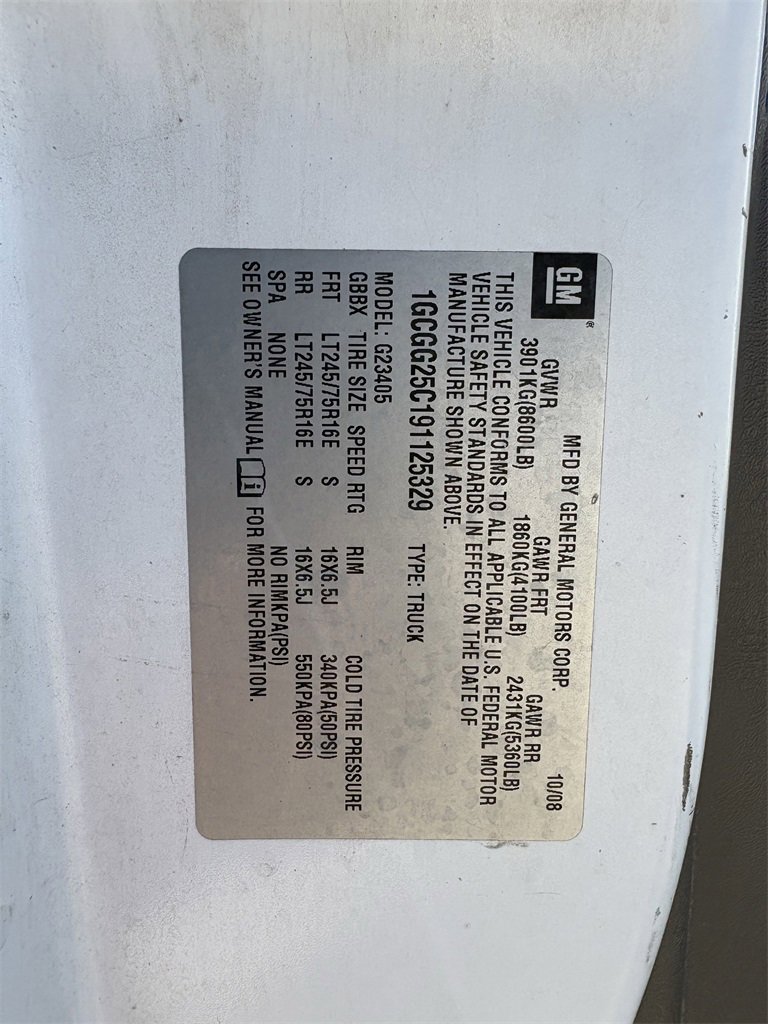 GM®
MFD BY GENERAL MOTORS CORP. 10/08
GVWR GAWR FRT GAWR RR
3901KG(8600LB) 1860KG(4100LB) 2431KG(5360LB)
THIS VEHICLE CONFORMS TO ALL APPLICABLE U.S. FEDERAL MOTOR
VEHICLE SAFETY STANDARDS IN EFFECT ON THE DATE OF
MANUFACTURE SHOWN ABOVE.
1GCGG25C191125329 TYPE: TRUCK
MODEL: G23405
GBBX TIRE SIZE SPEED RTG RIM COLD TIRE PRESSURE
FRT LT245/75R16E S 16X6.5J 340KPA(50PSI)
RR LT245/75R16E S 16X6.5J 550KPA(80PSI)
SPA NONE NO RIMKPA(PSI)
SEE OWNER'S MANUAL i FOR MORE INFORMATION.